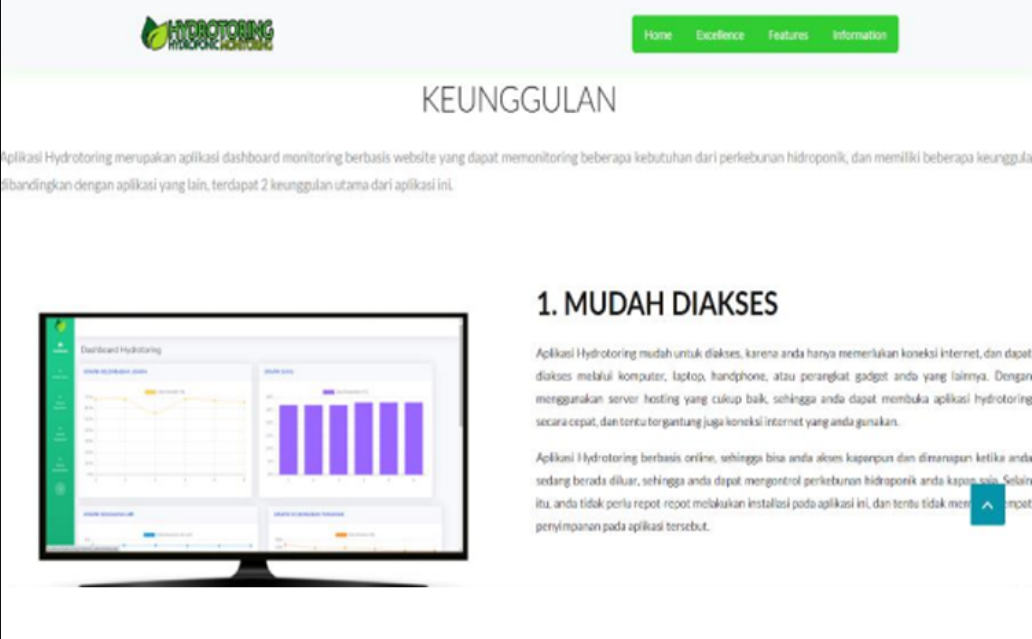 HYDROTORING
HYDROPONIC MONITORING
Home Excellence Features Information
KEUNGGULAN
Aplikasi Hydrotoring merupakan aplikasi dashboard monitoring berbasis website yang dapat memonitoring beberapa kebutuhan dari perkebunan hidroponik, dan memiliki beberapa keunggula
dibandingkan dengan aplikasi yang lain, terdapat 2 keunggulan utama dari aplikasi ini.
1. MUDAH DIAKSES
Aplikasi Hydrotoring mudah untuk diakses, karena anda hanya memerlukan koneksi internet, dan dapat
diakses melalui komputer, laptop, handphone, atau perangkat gadget anda yang lainnya. Dengan
menggunakan server hosting yang cukup baik, sehingga anda dapat membuka aplikasi hydrotoring
secara cepat, dan tentu tergantung juga koneksi internet yang anda gunakan.
Aplikasi Hydrotoring berbasis online, sehingga bisa anda akses kapanpun dan dimanapun ketika anda
sedang berada diluar, sehingga anda dapat mengontrol perkebunan hidroponik anda kapan saja. Selain
itu, anda tidak perlu repot repot melakukan installasi pada aplikasi ini, dan tentu tidak mem empat
penyimpanan pada aplikasi tersebut.
Dashboard Hydrotoring